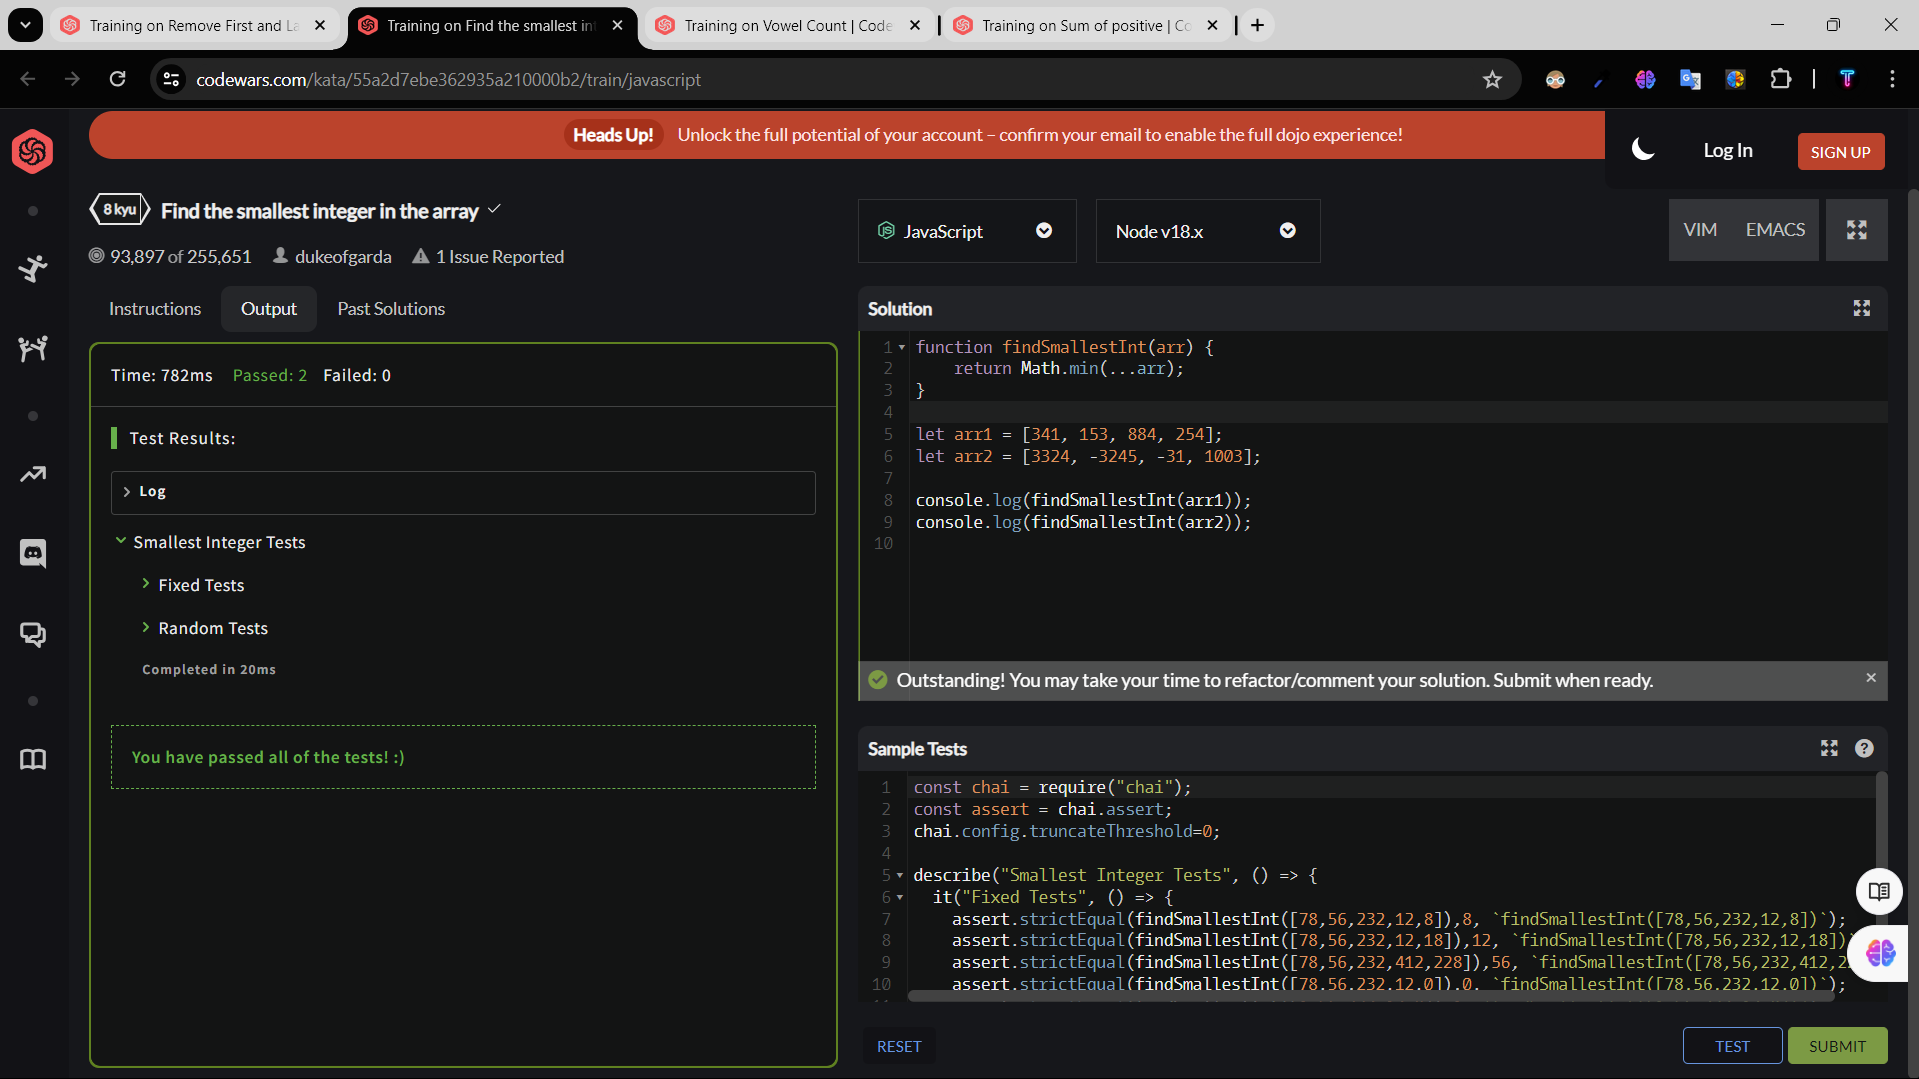 Training on Remove First and La
Training on Find the smallest in
Training on Vowel Count | Code
Training on Sum of positive | Co
codewars.com/kata/55a2d7ebe362935a210000b2/train/javascript
Heads Up! Unlock the full potential of your account – confirm your email to enable the full dojo experience!
Log In
SIGN UP
8 kyu Find the smallest integer in the array
93,897 of 255,651 dukeofgarda 1 Issue Reported
JavaScript
Node v18.x
VIM EMACS
Instructions Output Past Solutions
Time: 782ms Passed: 2 Failed: 0
Test Results:
Log
Smallest Integer Tests
Fixed Tests
Random Tests
Completed in 20ms
You have passed all of the tests! :)
Solution
1 function findSmallestInt(arr) {
2 return Math.min(...arr);
3 }
4
5 let arr1 = [341, 153, 884, 254];
6 let arr2 = [3324, -3245, -31, 1003];
7
8 console.log(findSmallestInt(arr1));
9 console.log(findSmallestInt(arr2));
10
Outstanding! You may take your time to refactor/comment your solution. Submit when ready.
Sample Tests
1 const chai = require("chai");
2 const assert = chai.assert;
3 chai.config.truncateThreshold=0;
4
5 describe("Smallest Integer Tests", () => {
6 it("Fixed Tests", () => {
7 assert.strictEqual(findSmallestInt([78,56,232,12,8]),8, `findSmallestInt([78,56,232,12,8])`);
8 assert.strictEqual(findSmallestInt([78,56,232,12,18]),12, `findSmallestInt([78,56,232,12,18])`
9 assert.strictEqual(findSmallestInt([78,56,232,412,228]),56, `findSmallestInt([78,56,232,412,2
10 assert.strictEqual(findSmallestInt([78,56,232,12,0]),0, `findSmallestInt([78,56,232,12,0])`);
RESET
TEST
SUBMIT